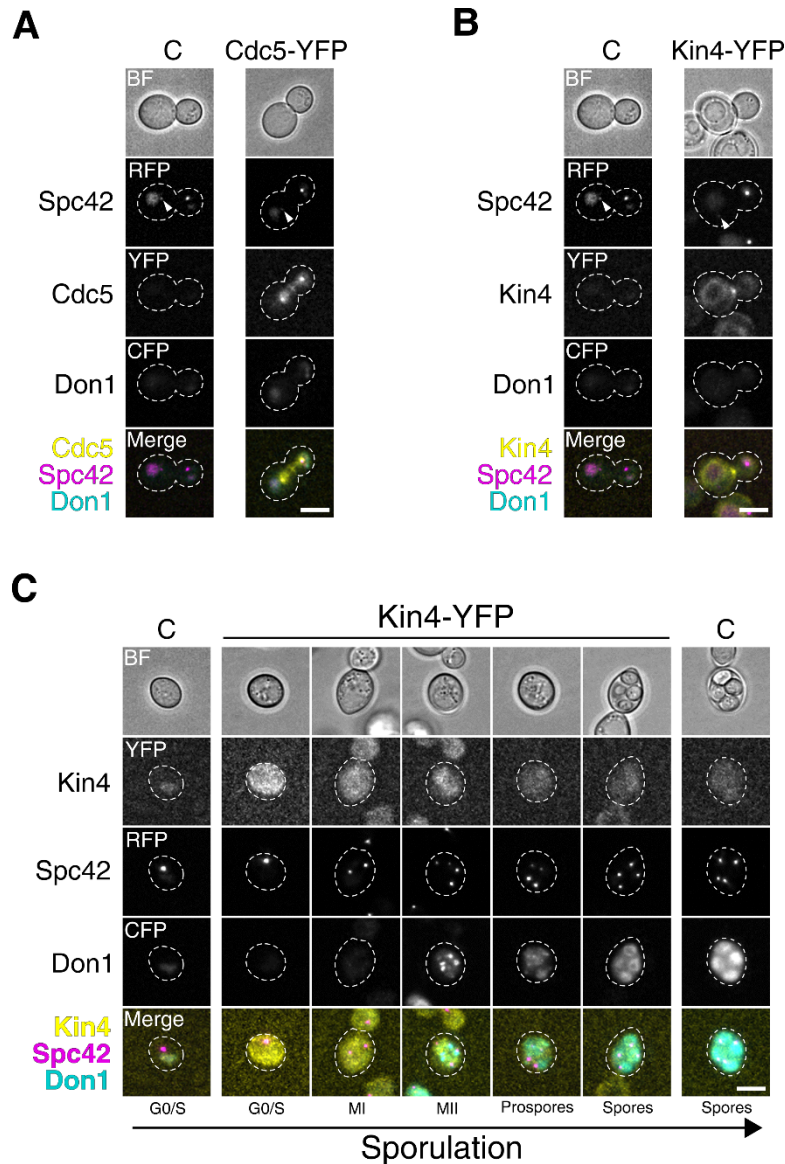 A
C Cdc5-YFP
BF
RFP
Spc42
YFP
Cdc5
CFP
Don1
Merge
Cdc5
Spc42
Don1
B
C Kin4-YFP
BF
RFP
Spc42
YFP
Kin4
CFP
Don1
Merge
Kin4
Spc42
Don1
C
Kin4-YFP
C C
BF
YFP
Kin4
RFP
Spc42
CFP
Don1
Merge
Kin4
Spc42
Don1
G0/S G0/S MI MII Prospores Spores Spores
Sporulation